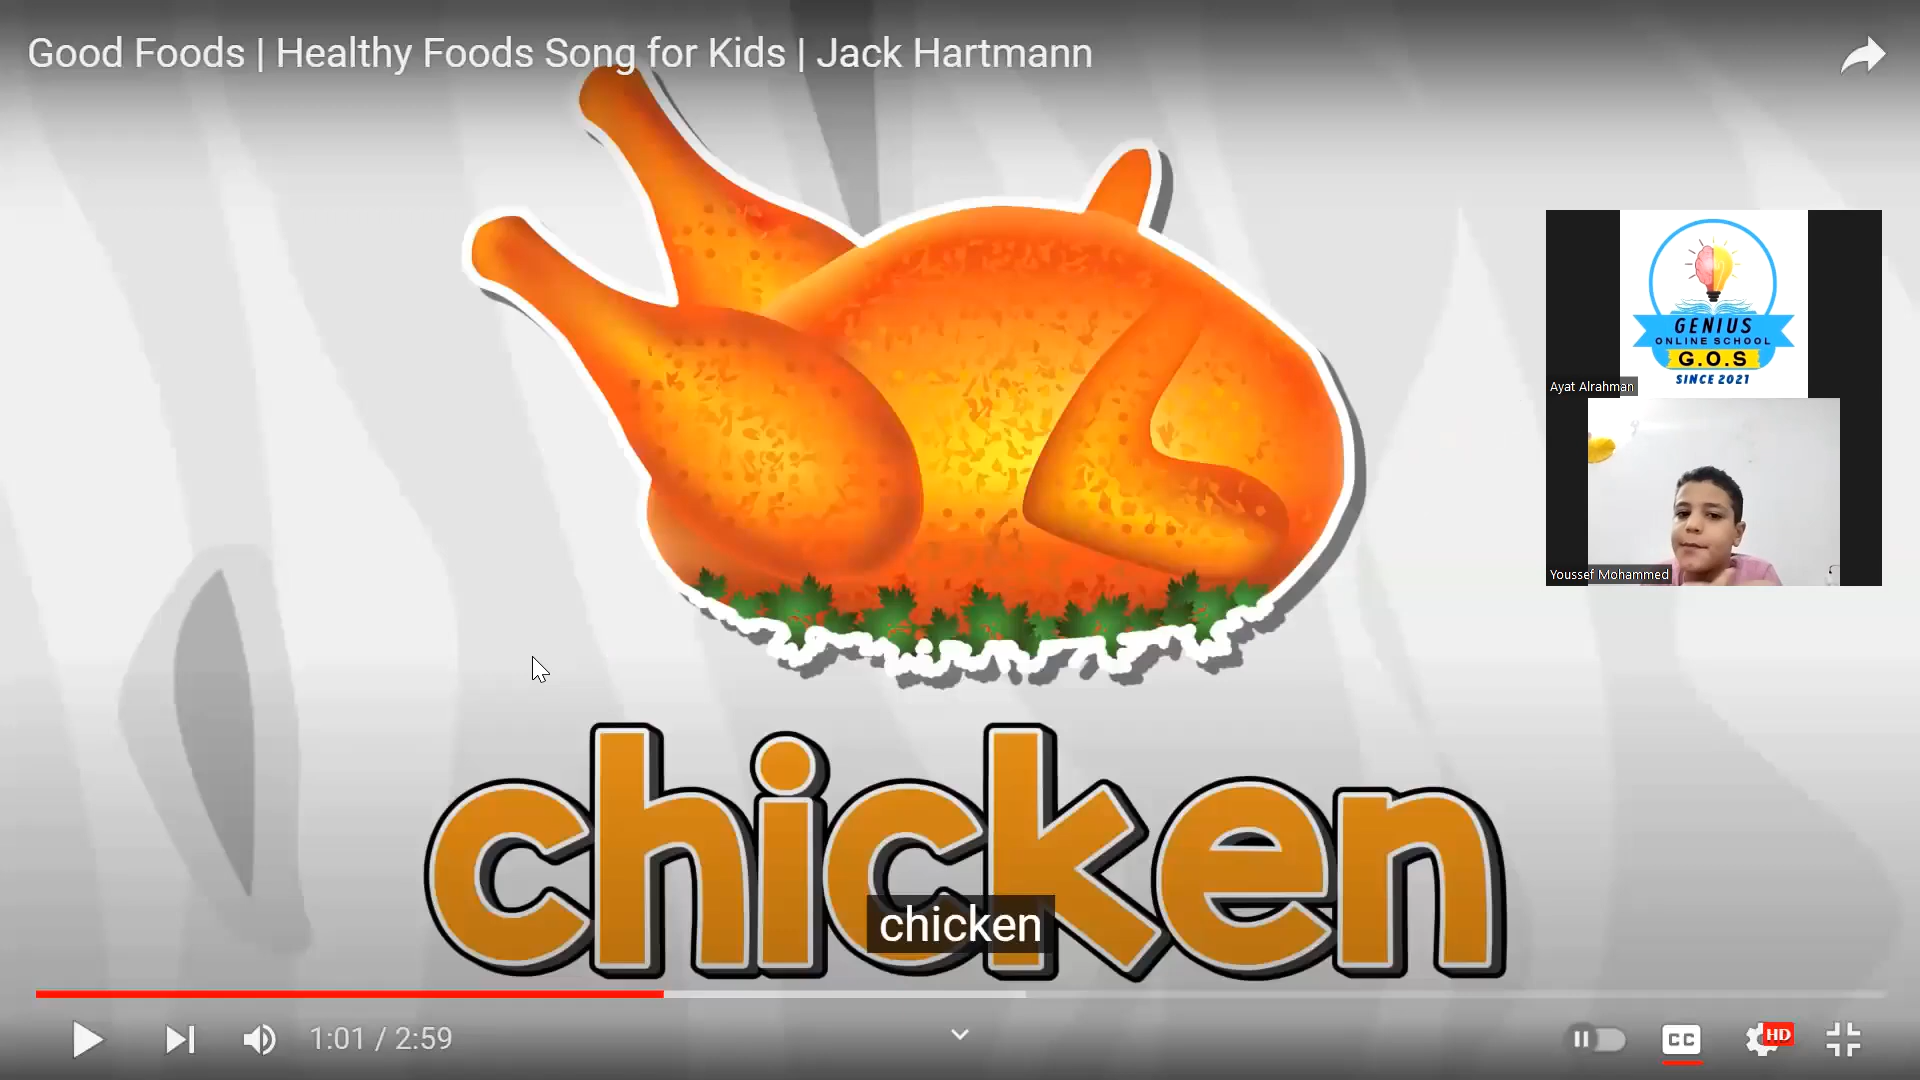 Good Foods | Healthy Foods Song for Kids | Jack Hartmann
GENIUS
ONLINE SCHOOL
G.O.S
SINCE 2021
Ayat Alrahman
Youssef Mohammed
chicken
chicken
1:01 / 2:59
CC
HD